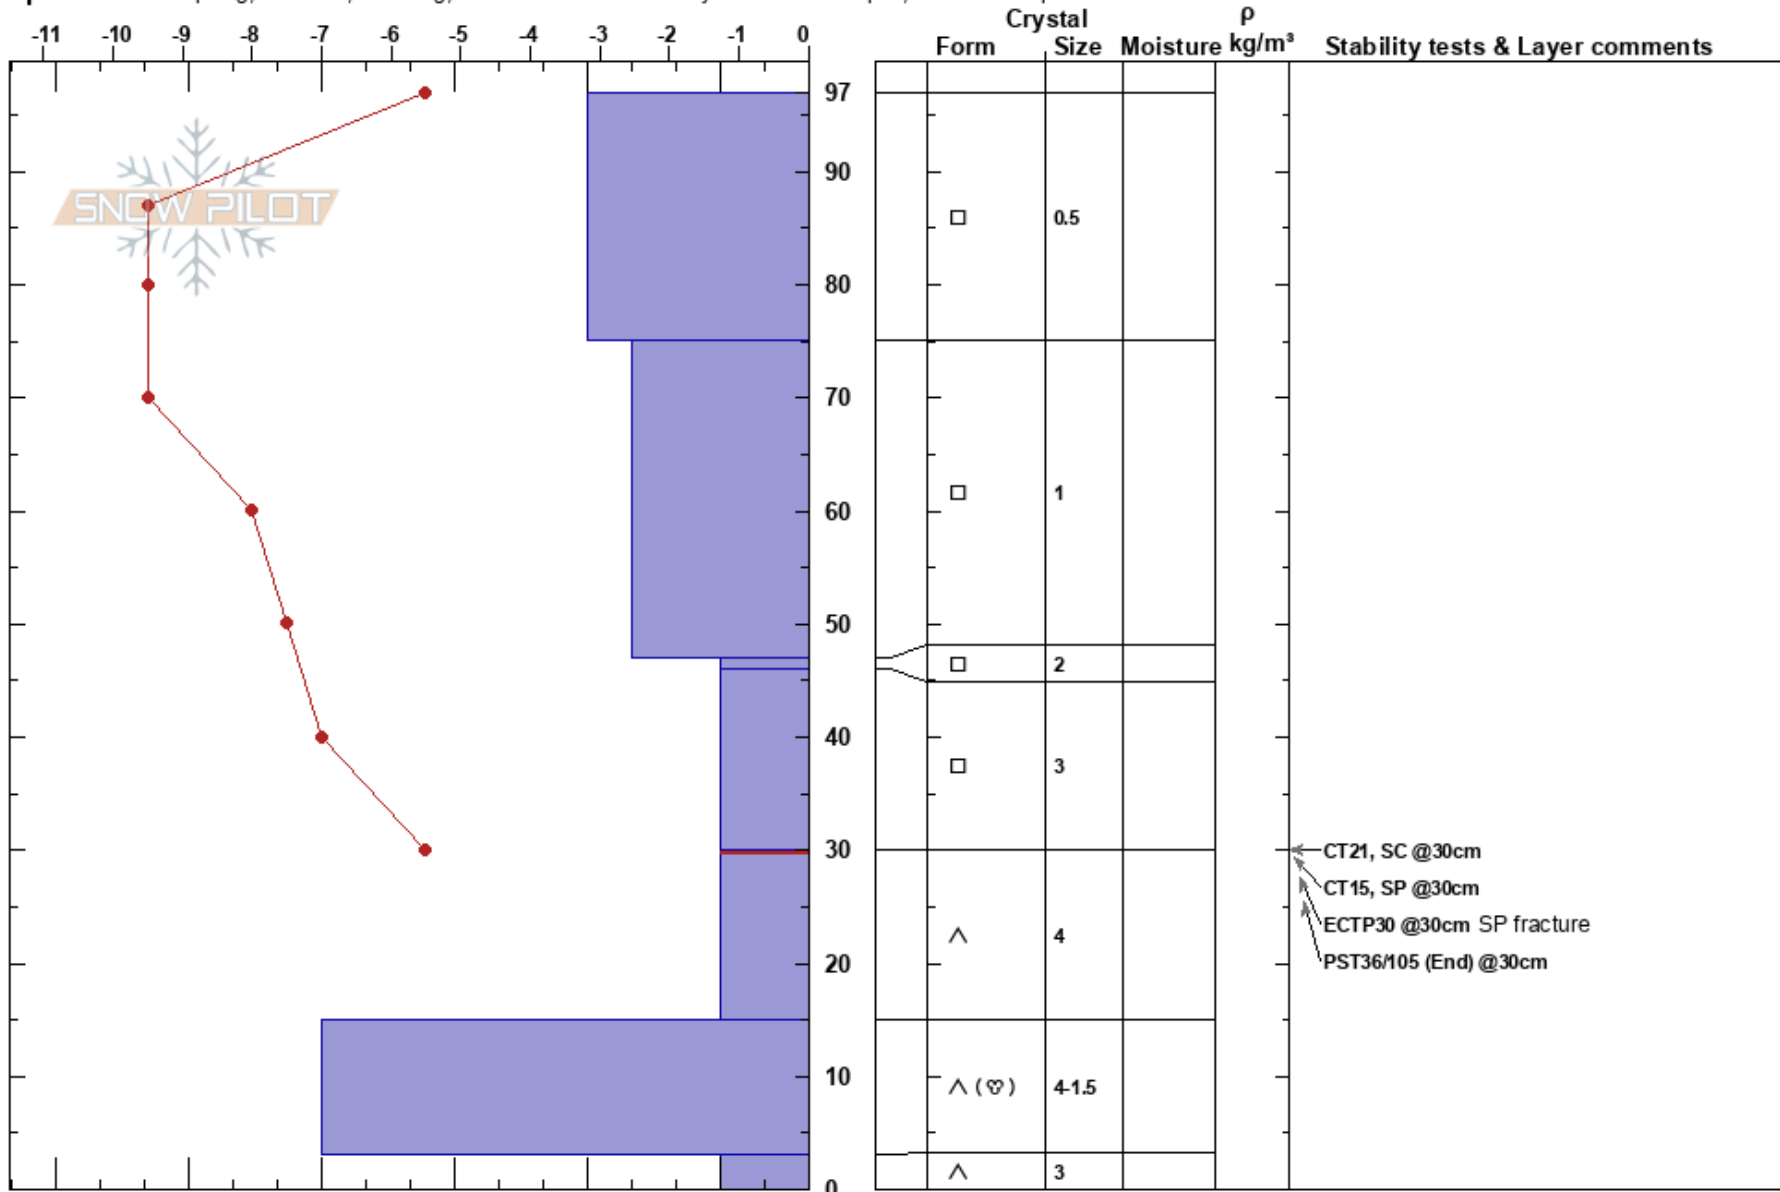 Crystal
ρ
-11 -10 -9 -8 -7 -6 -5 -4 -3 -2 -1 0
Form Size Moisture kg/m³ Stability tests & Layer comments
97
SNOW PILOT
90
0.5
80
70
1
60
50
2
40
3
30
CT21, SC @30cm
CT15, SP @30cm
ECTP30 @30cm SP fracture
4
PST36/105 (End) @30cm
20
10
4-1.5
3
0